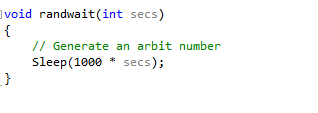 void randwait(int secs)
{
    // Generate an arbit number
    Sleep(1000 * secs);
}